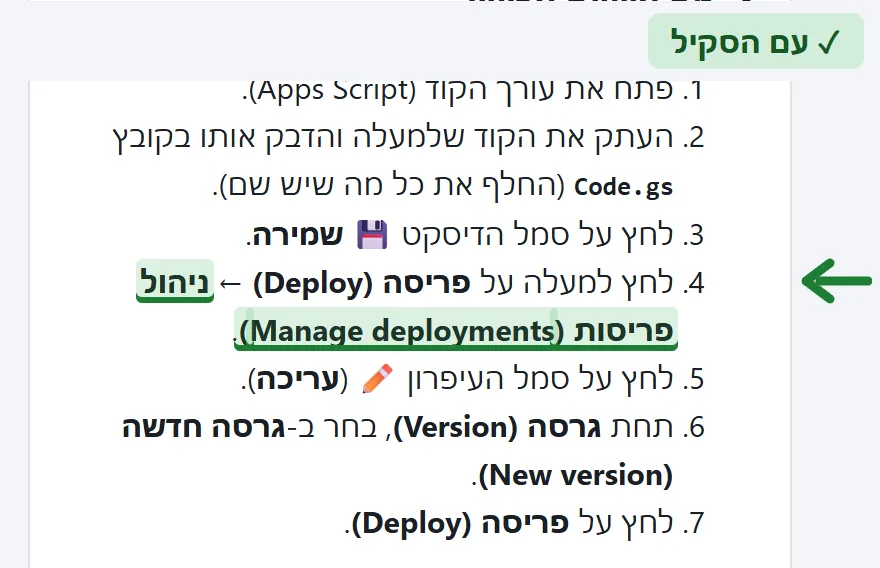 ✓ עם הסקיל
1. פתח את עורך הקוד (Apps Script).
2. העתק את הקוד שלמעלה והדבק אותו בקובץ
Code.gs (החלף את כל מה שיש שם).
3. לחץ על סמל הדיסקט 💾 שמירה.
4. לחץ למעלה על פריסה (Deploy) ← ניהול
פריסות (Manage deployments).
5. לחץ על סמל העיפרון ✏️ (עריכה).
6. תחת גרסה (Version), בחר ב-גרסה חדשה
(New version).
7. לחץ על פריסה (Deploy).